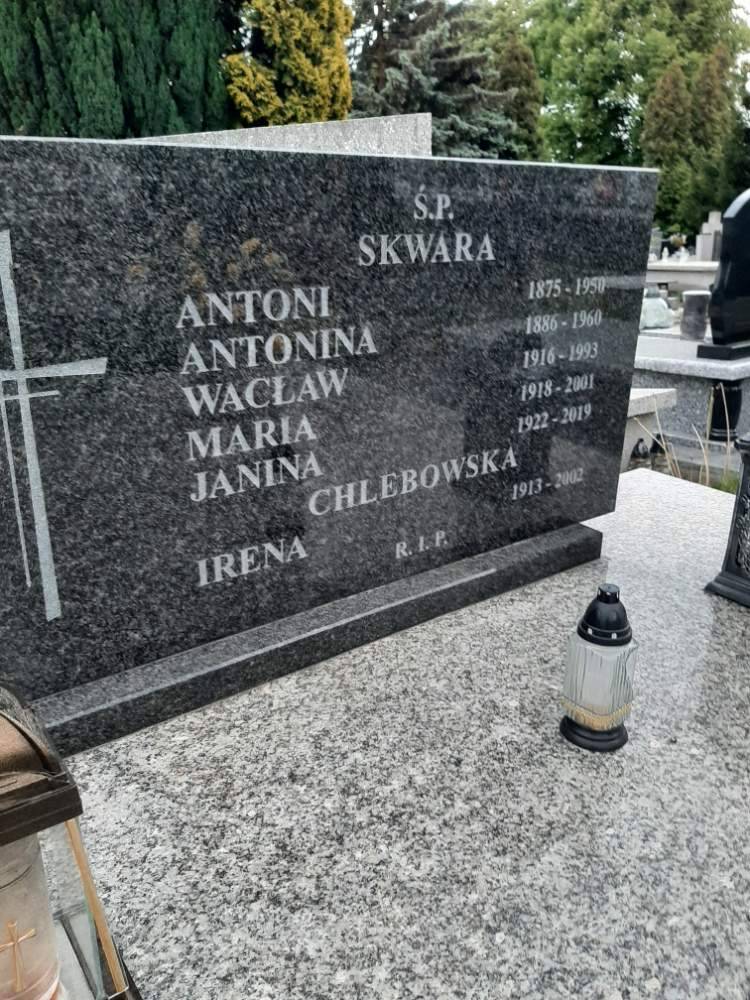 Ś.P.
SKWARA
ANTONI 1875 - 1950
ANTONINA 1886 - 1960
WACŁAW 1916 - 1993
MARIA 1918 - 2001
JANINA 1922 - 2019
CHLEBOWSKA
IRENA 1913 - 2002
R. I. P.